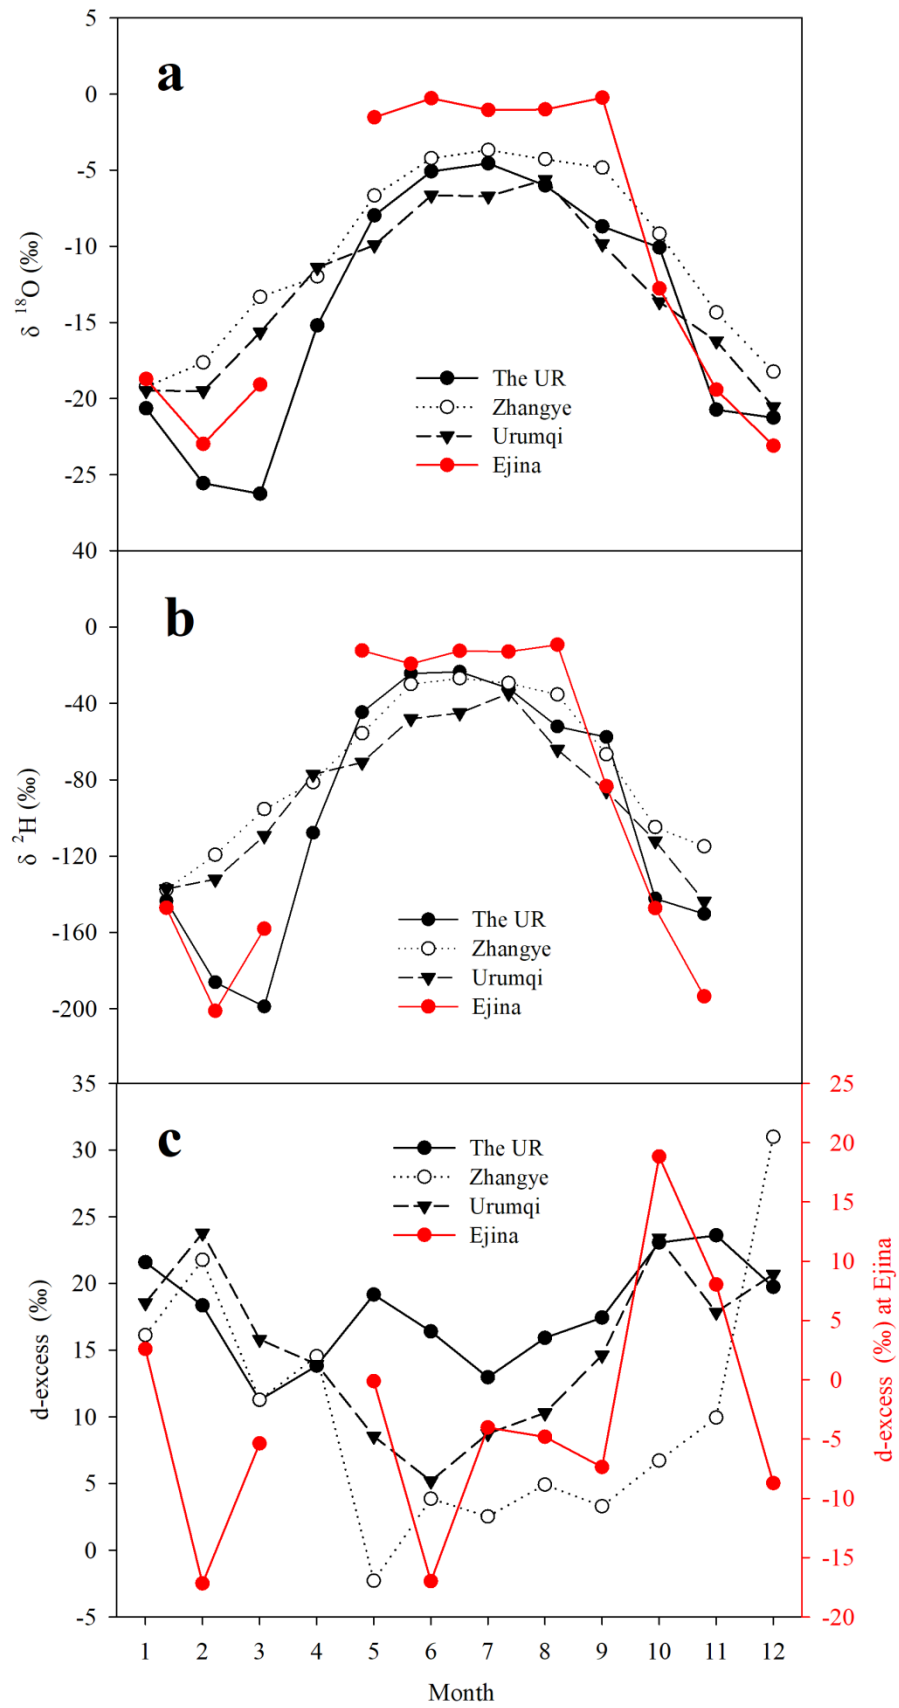 5
a
0
-5
-10
-15
-20
-25
δ ¹⁸O (‰)
The UR
Zhangye
Urumqi
Ejina
40
b
0
-40
-80
-120
-160
-200
δ ²H (‰)
The UR
Zhangye
Urumqi
Ejina
35
c
30
25
20
15
10
5
0
-5
d-excess (‰)
The UR
Zhangye
Urumqi
Ejina
25
20
15
10
5
0
-5
-10
-15
-20
d-excess (‰) at Ejina
1 2 3 4 5 6 7 8 9 10 11 12
Month